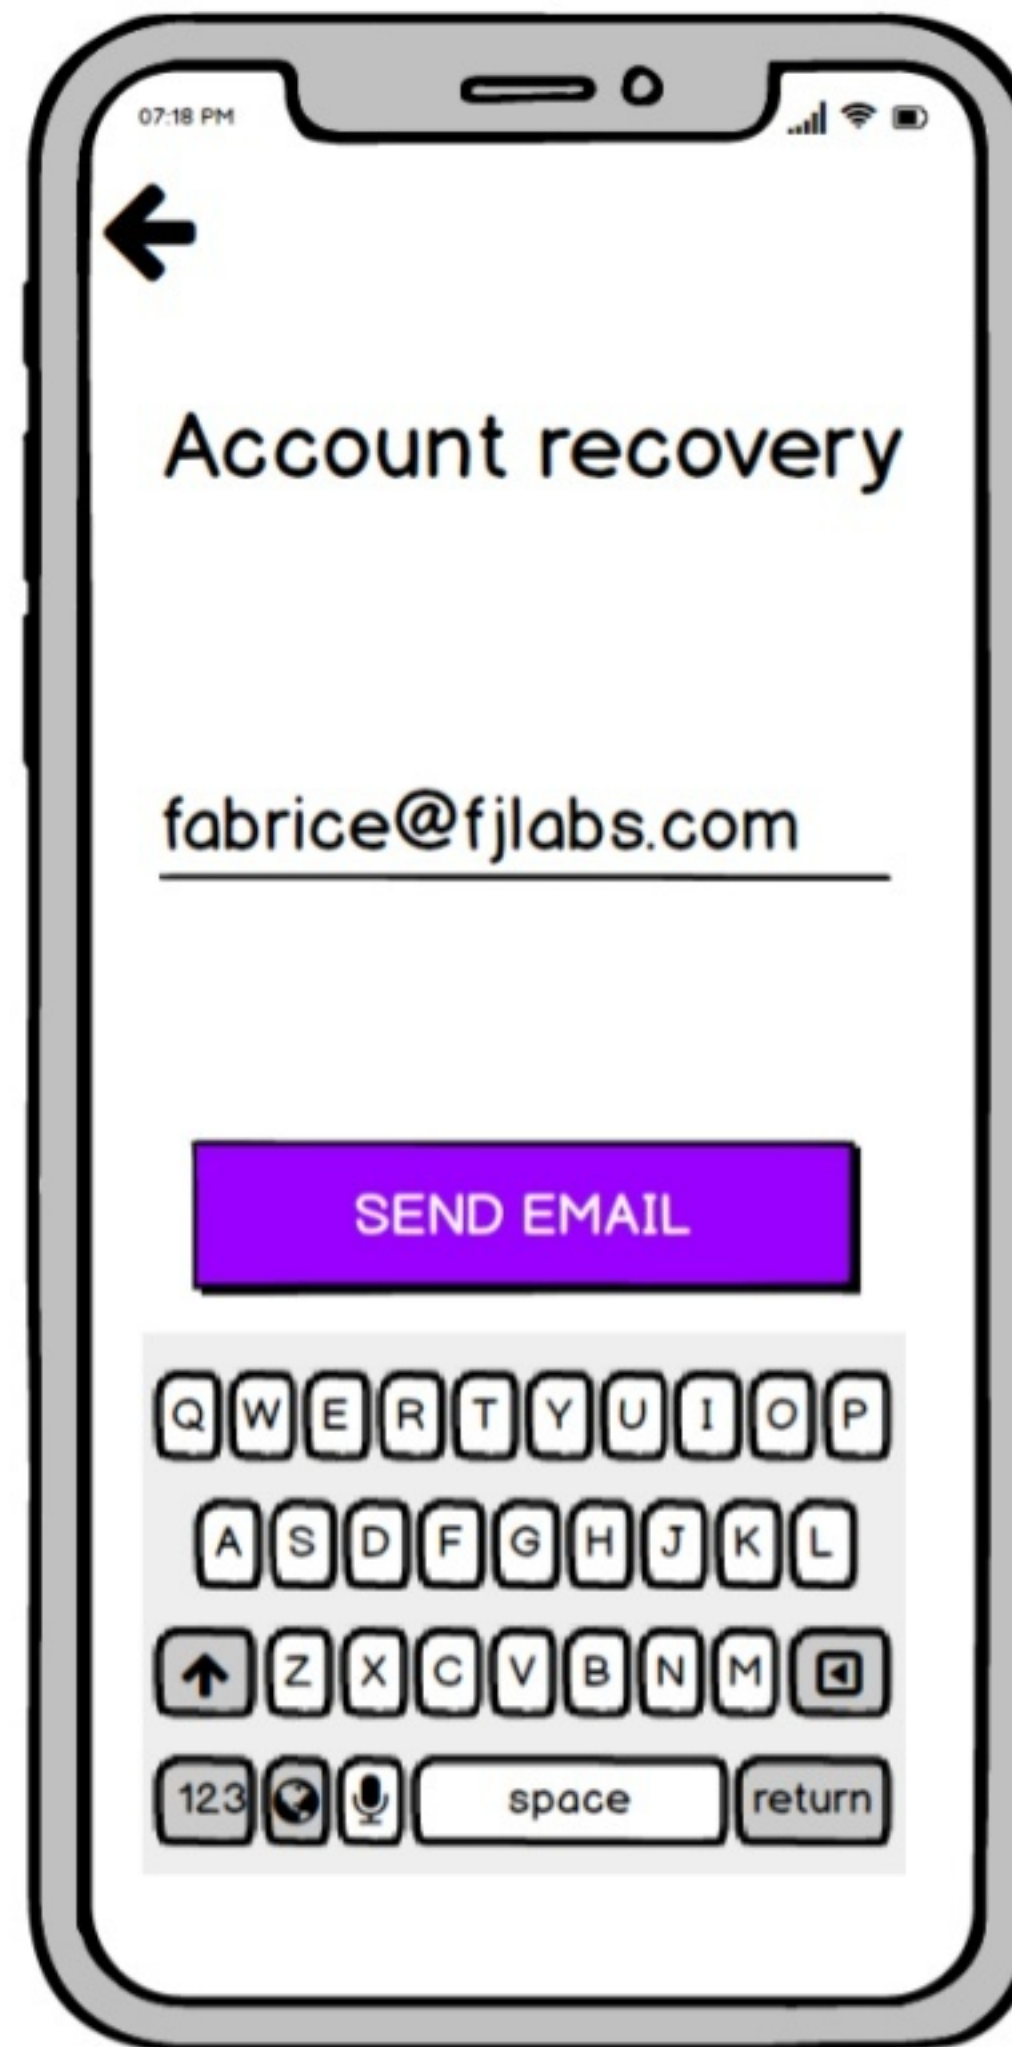 07:18 PM
Account recovery
fabrice@fjlabs.com
SEND EMAIL
Q W E R T Y U I O P
A S D F G H J K L
Z X C V B N M
123 space return